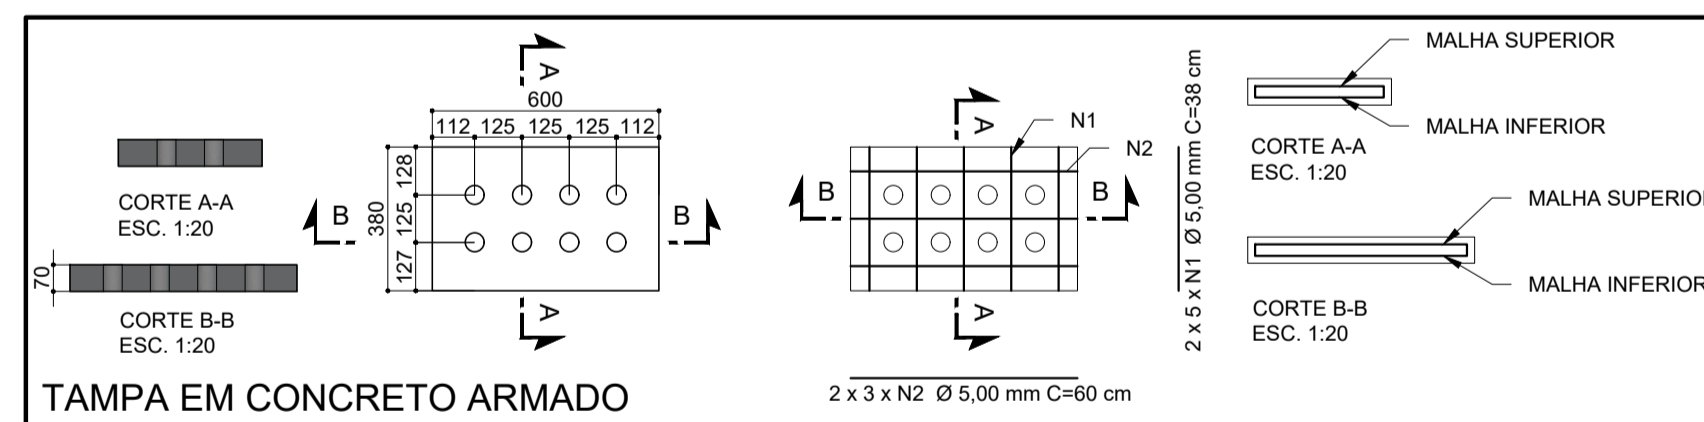 CORTE A-A
ESC. 1:20
70
CORTE B-B
ESC. 1:20
TAMPA EM CONCRETO ARMADO
A
600
112 125 125 125 112
380
128
125
127
B
B
A
A
N1
N2
B
B
A
2 x 3 x N2 Ø 5,00 mm C=60 cm
2 x 5 x N1 Ø 5,00 mm C=38 cm
MALHA SUPERIOR
MALHA INFERIOR
CORTE A-A
ESC. 1:20
MALHA SUPERIOR
MALHA INFERIOR
CORTE B-B
ESC. 1:20